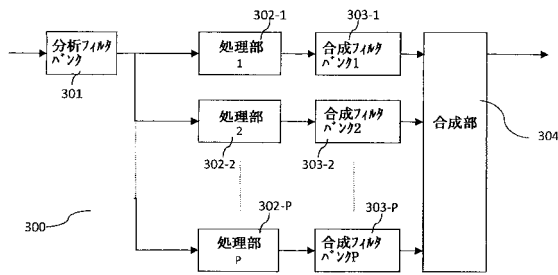 302-1
303-1
分析フィルタ
バンク
301
処理部
1
合成フィルタ
バンク1
処理部
2
合成フィルタ
バンク2
合成部
304
302-2
303-2
302-P
303-P
300
処理部
P
合成フィルタ
バンクP